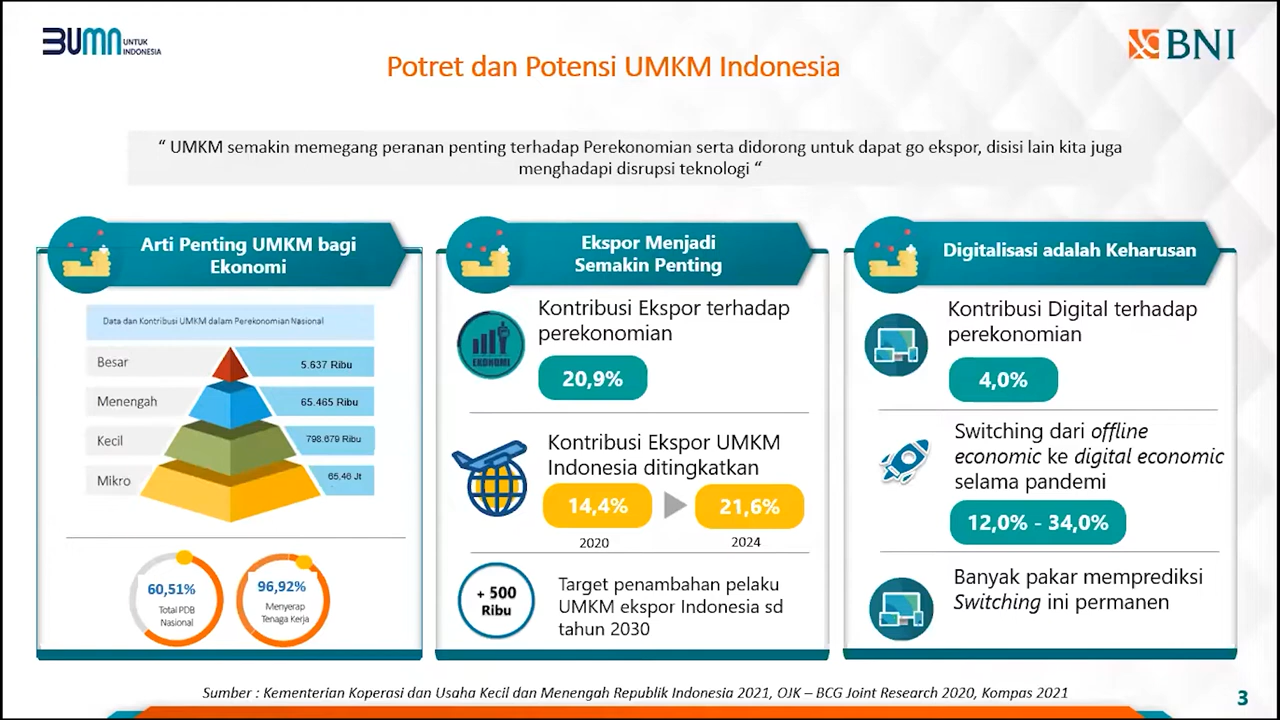 BUMN UNTUK
INDONESIA
BNI
Potret dan Potensi UMKM Indonesia
“ UMKM semakin memegang peranan penting terhadap Perekonomian serta didorong untuk dapat go ekspor, disisi lain kita juga
menghadapi disrupsi teknologi “
Arti Penting UMKM bagi
Ekonomi
Data dan Kontribusi UMKM dalam Perekonomian Nasional
Besar 5.637 Ribu
Menengah 65.465 Ribu
Kecil 798.679 Ribu
Mikro 65,46 Jt
60,51%
Total PDB
Nasional
96,92%
Menyerap
Tenaga Kerja
Ekspor Menjadi
Semakin Penting
EKONOMI
Kontribusi Ekspor terhadap
perekonomian
20,9%
Kontribusi Ekspor UMKM
Indonesia ditingkatkan
14,4% 21,6%
2020 2024
+ 500
Ribu
Target penambahan pelaku
UMKM ekspor Indonesia sd
tahun 2030
Digitalisasi adalah Keharusan
Kontribusi Digital terhadap
perekonomian
4,0%
Switching dari offline
economic ke digital economic
selama pandemi
12,0% - 34,0%
Banyak pakar memprediksi
Switching ini permanen
Sumber : Kementerian Koperasi dan Usaha Kecil dan Menengah Republik Indonesia 2021, OJK – BCG Joint Research 2020, Kompas 2021
3